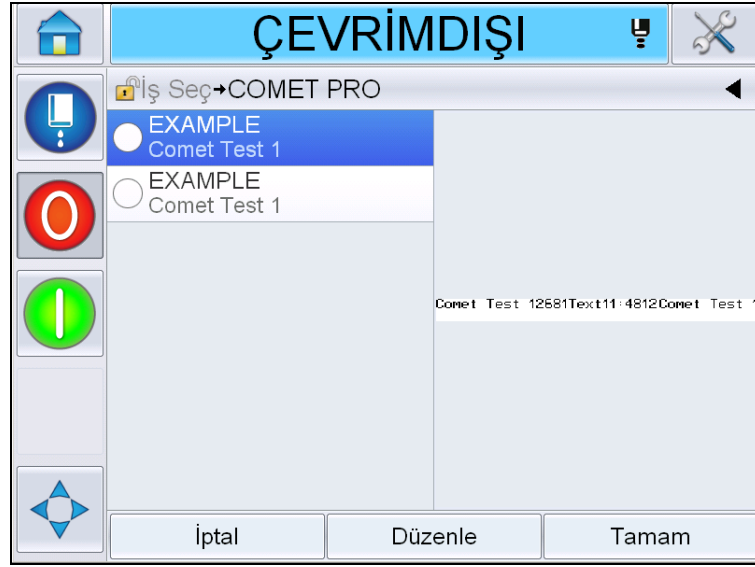 ÇEVRİMDIŞI
İş Seç→COMET PRO
EXAMPLE
Comet Test 1
EXAMPLE
Comet Test 1
Comet Test 12681Text11:4812Comet Test
İptal
Düzenle
Tamam